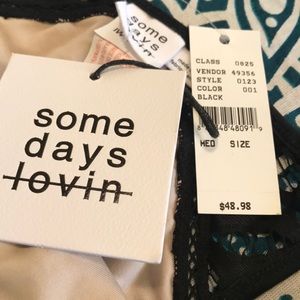 some
days
lovin
some
days
lovin
CLASS 0825
VENDOR 49356
STYLE 0123
COLOR 001
BLACK
MED SIZE
$48.98